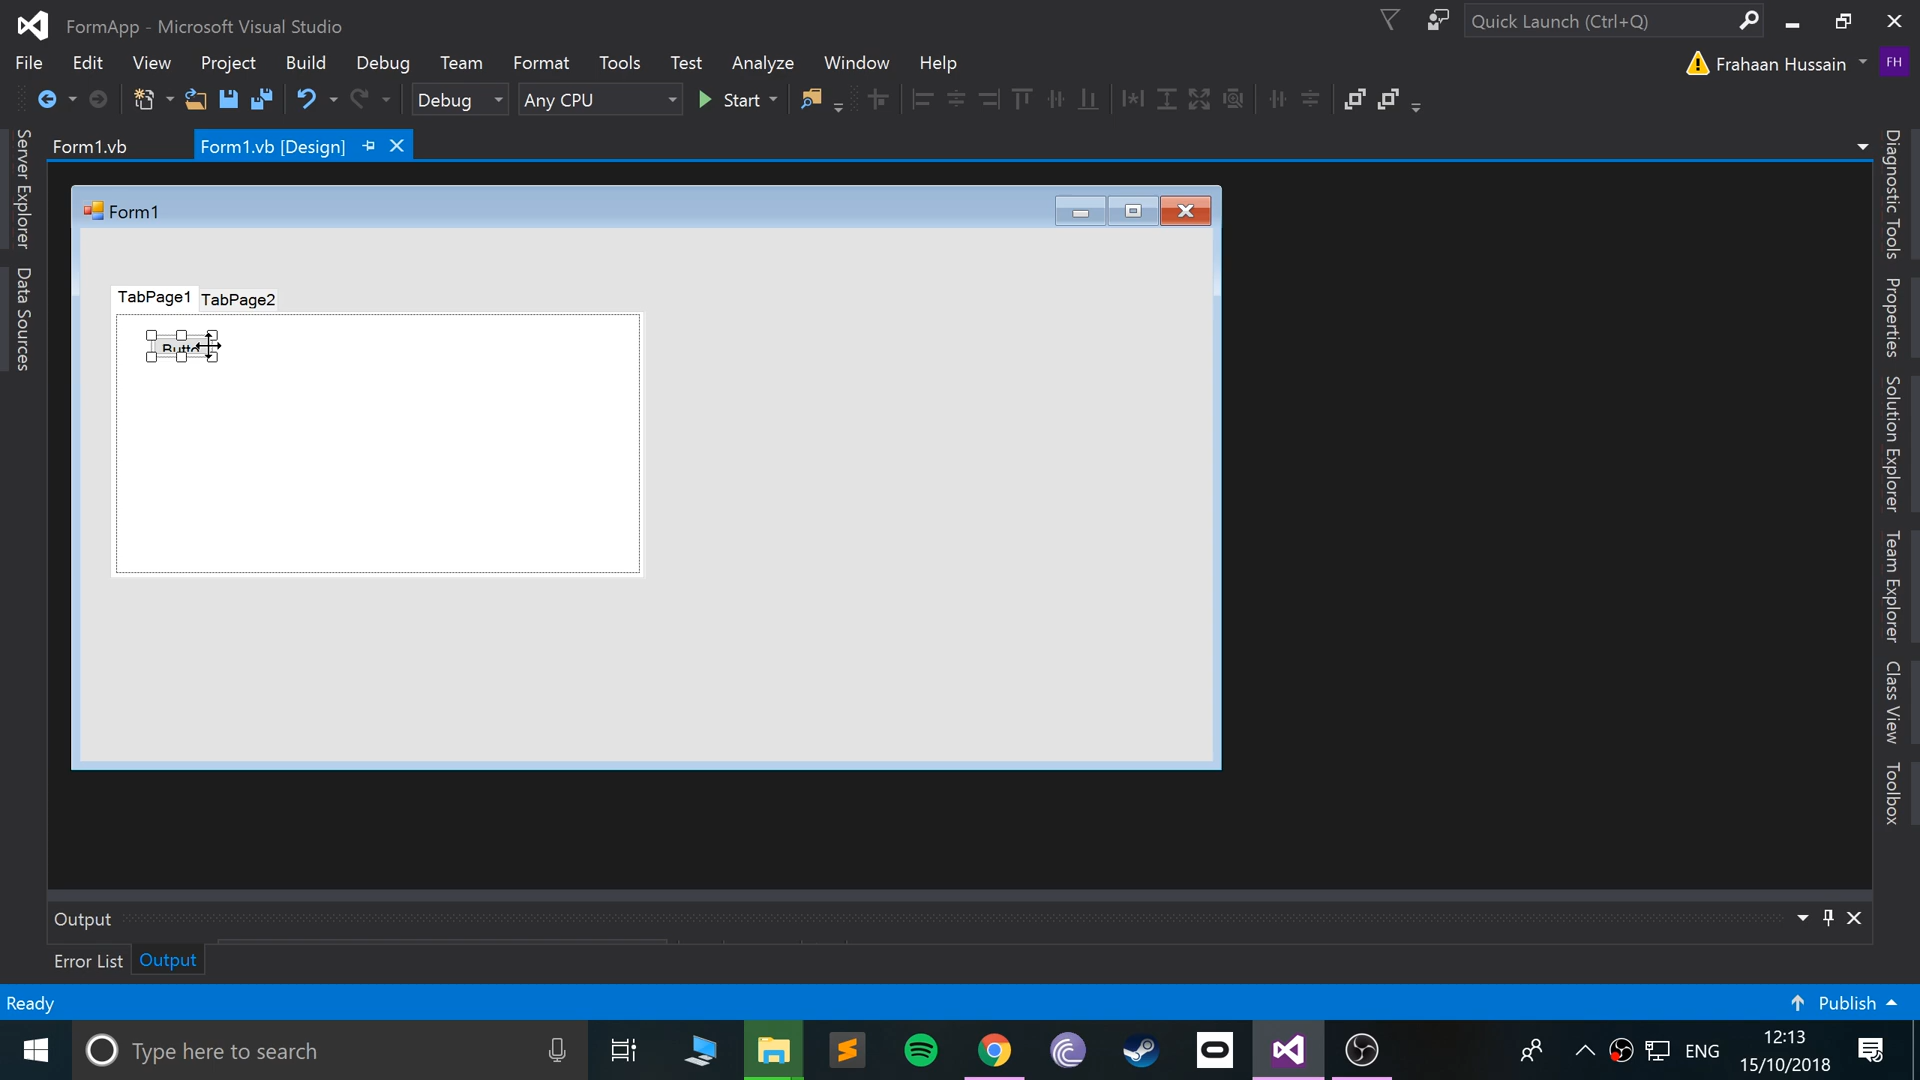 FormApp - Microsoft Visual Studio
Quick Launch (Ctrl+Q)
File Edit View Project Build Debug Team Format Tools Test Analyze Window Help
Frahaan Hussain
FH
Debug
Any CPU
Start
Form1.vb
Form1.vb [Design]
Server Explorer
Data Sources
Form1
TabPage1
TabPage2
Diagnostic Tools
Properties
Solution Explorer
Team Explorer
Class View
Toolbox
Output
Error List
Output
Ready
Publish
Type here to search
ENG
12:13
15/10/2018